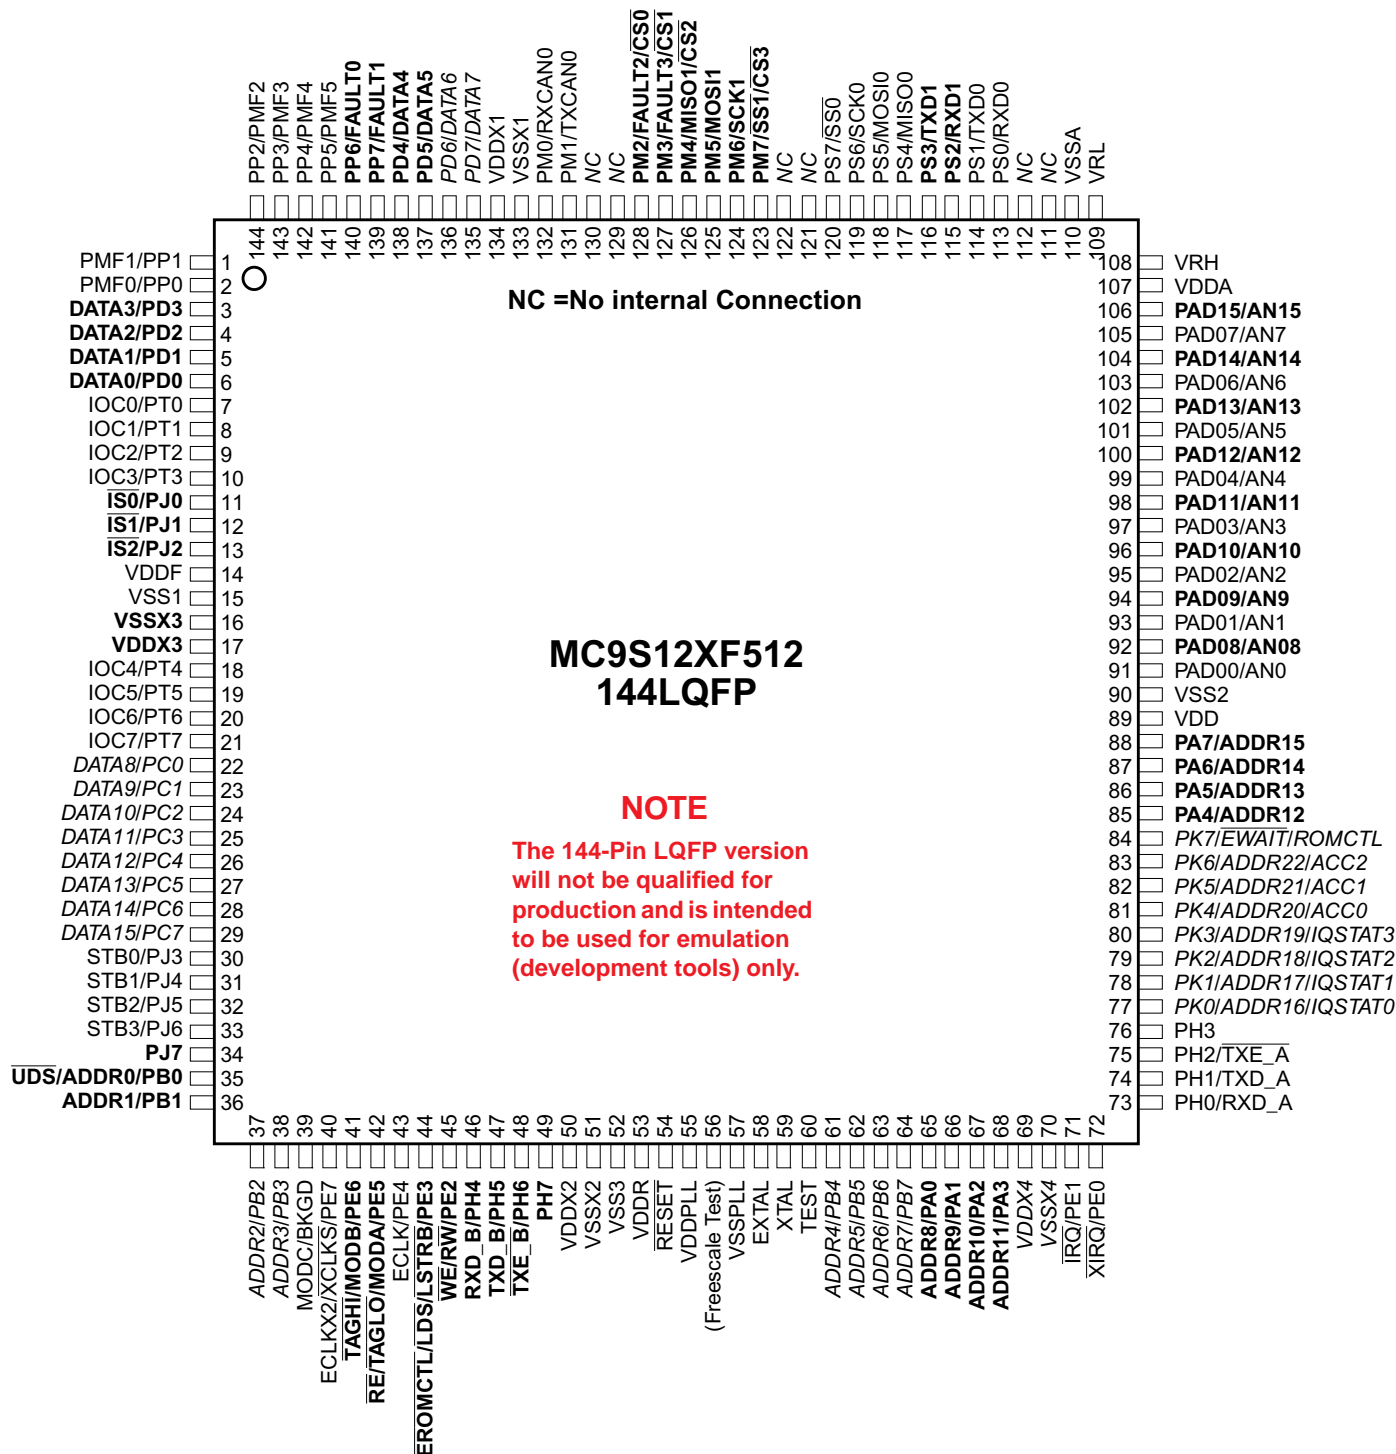 PP2/PMF2
PP3/PMF3
PP4/PMF4
PP5/PMF5
PP6/FAULT0
PP7/FAULT1
PD4/DATA4
PD5/DATA5
PD6/DATA6
PD7/DATA7
VDDX1
VSSX1
PM0/RXCAN0
PM1/TXCAN0
NC
NC
PM2/FAULT2/CS0
PM3/FAULT3/CS1
PM4/MISO1/CS2
PM5/MOSI1
PM6/SCK1
PM7/SS1/CS3
NC
NC
PS7/SS0
PS6/SCK0
PS5/MOSI0
PS4/MISO0
PS3/TXD1
PS2/RXD1
PS1/TXD0
PS0/RXD0
NC
NC
VSSA
VRL
144
143
142
141
140
139
138
137
136
135
134
133
132
131
130
129
128
127
126
125
124
123
122
121
120
119
118
117
116
115
114
113
112
111
110
109
PMF1/PP1 1
PMF0/PP0 2
DATA3/PD3 3
DATA2/PD2 4
DATA1/PD1 5
DATA0/PD0 6
IOC0/PT0 7
IOC1/PT1 8
IOC2/PT2 9
IOC3/PT3 10
IS0/PJ0 11
IS1/PJ1 12
IS2/PJ2 13
VDDF 14
VSS1 15
VSSX3 16
VDDX3 17
IOC4/PT4 18
IOC5/PT5 19
IOC6/PT6 20
IOC7/PT7 21
DATA8/PC0 22
DATA9/PC1 23
DATA10/PC2 24
DATA11/PC3 25
DATA12/PC4 26
DATA13/PC5 27
DATA14/PC6 28
DATA15/PC7 29
STB0/PJ3 30
STB1/PJ4 31
STB2/PJ5 32
STB3/PJ6 33
PJ7 34
UDS/ADDR0/PB0 35
ADDR1/PB1 36
NC =No internal Connection
MC9S12XF512
144LQFP
NOTE
The 144-Pin LQFP version
will not be qualified for
production and is intended
to be used for emulation
(development tools) only.
108 VRH
107 VDDA
106 PAD15/AN15
105 PAD07/AN7
104 PAD14/AN14
103 PAD06/AN6
102 PAD13/AN13
101 PAD05/AN5
100 PAD12/AN12
99 PAD04/AN4
98 PAD11/AN11
97 PAD03/AN3
96 PAD10/AN10
95 PAD02/AN2
94 PAD09/AN9
93 PAD01/AN1
92 PAD08/AN08
91 PAD00/AN0
90 VSS2
89 VDD
88 PA7/ADDR15
87 PA6/ADDR14
86 PA5/ADDR13
85 PA4/ADDR12
84 PK7/EWAIT/ROMCTL
83 PK6/ADDR22/ACC2
82 PK5/ADDR21/ACC1
81 PK4/ADDR20/ACC0
80 PK3/ADDR19/IQSTAT3
79 PK2/ADDR18/IQSTAT2
78 PK1/ADDR17/IQSTAT1
77 PK0/ADDR16/IQSTAT0
76 PH3
75 PH2/TXE_A
74 PH1/TXD_A
73 PH0/RXD_A
37
38
39
40
41
42
43
44
45
46
47
48
49
50
51
52
53
54
55
56
57
58
59
60
61
62
63
64
65
66
67
68
69
70
71
72
ADDR2/PB2
ADDR3/PB3
MODC/BKGD
ECLKX2/XCLKS/PE7
TAGHI/MODB/PE6
RE/TAGLO/MODA/PE5
ECLK/PE4
EROMCTL/LDS/LSTRB/PE3
WE/RW/PE2
RXD_B/PH4
TXD_B/PH5
TXE_B/PH6
PH7
VDDX2
VSSX2
VSS3
VDDR
RESET
VDDPLL
(Freescale Test)
VSSPLL
EXTAL
XTAL
TEST
ADDR4/PB4
ADDR5/PB5
ADDR6/PB6
ADDR7/PB7
ADDR8/PA0
ADDR9/PA1
ADDR10/PA2
ADDR11/PA3
VDDX4
VSSX4
IRQ/PE1
XIRQ/PE0